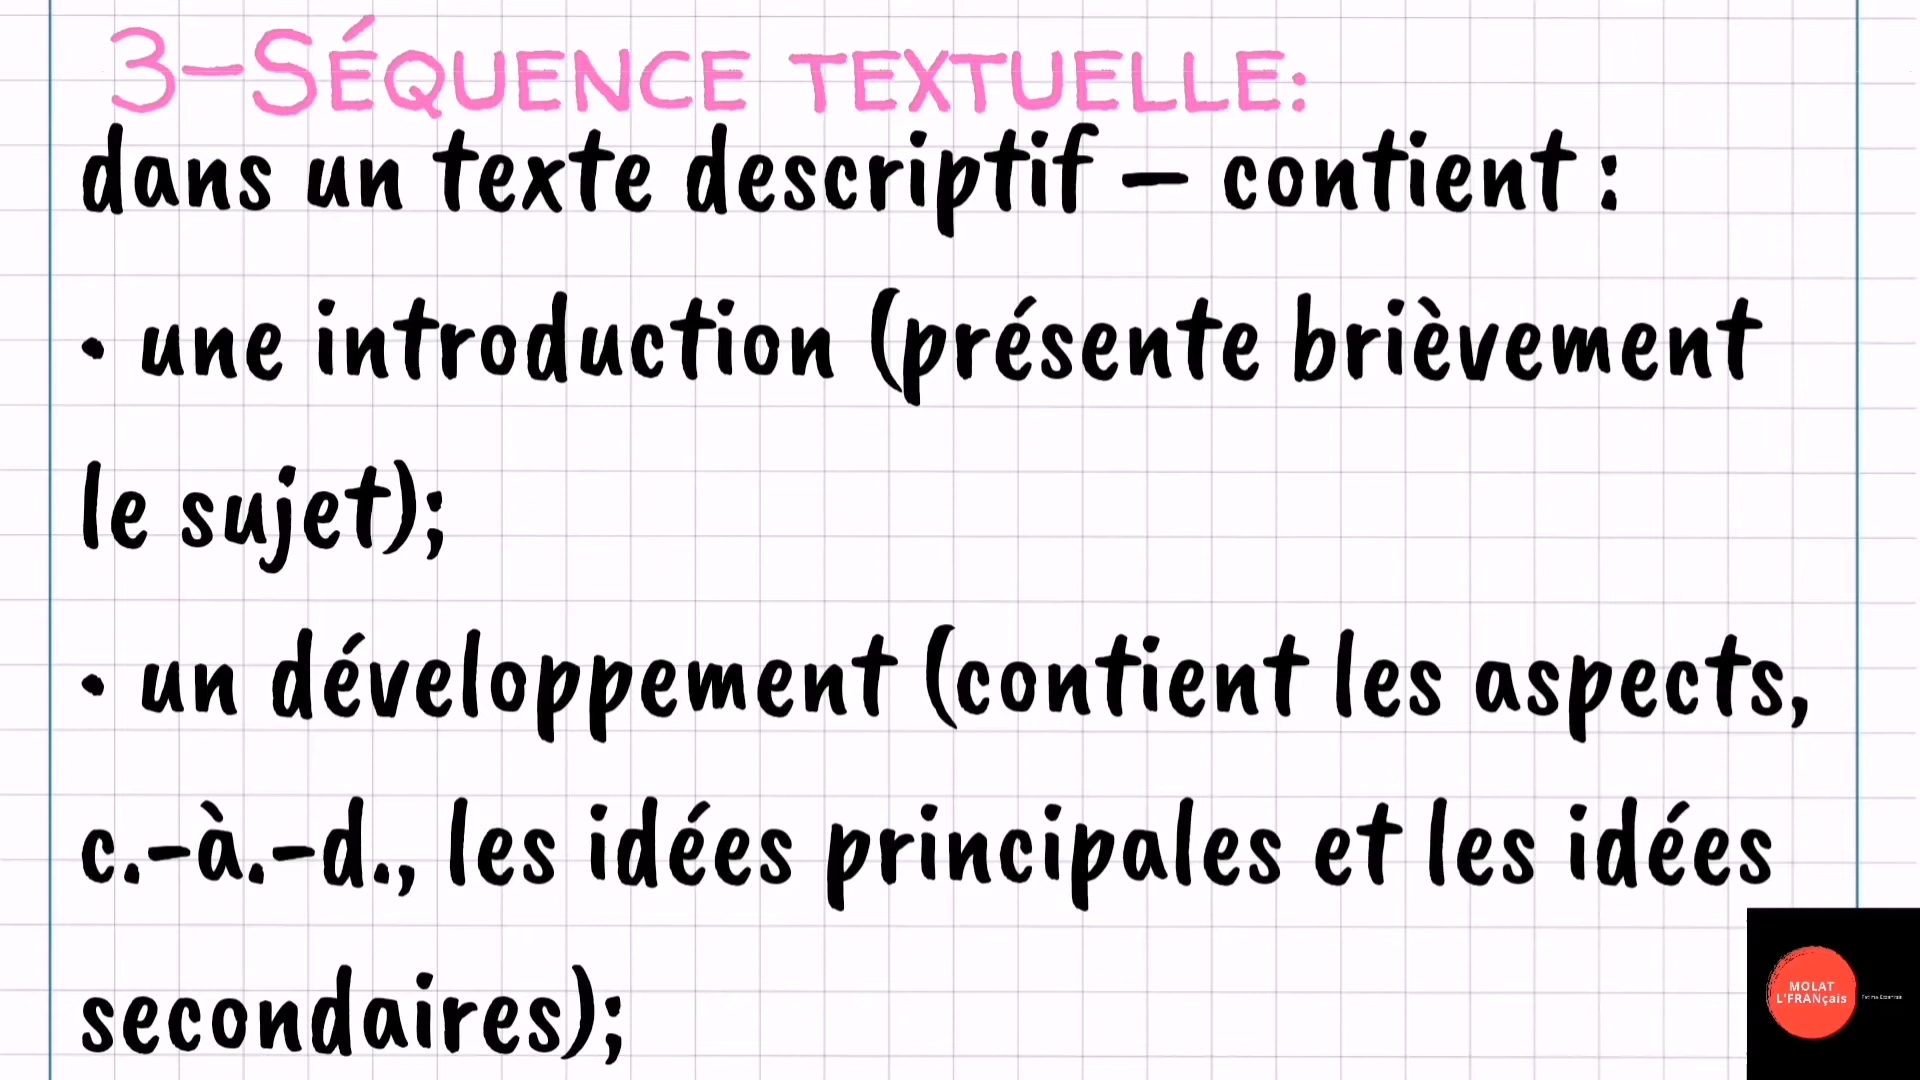 3-SÉQUENCE TEXTUELLE:
dans un texte descriptif – contient :
• une introduction (présente brièvement
le sujet);
• un développement (contient les aspects,
c.-à.-d., les idées principales et les idées
secondaires);
MOLAT
L'FRANçais